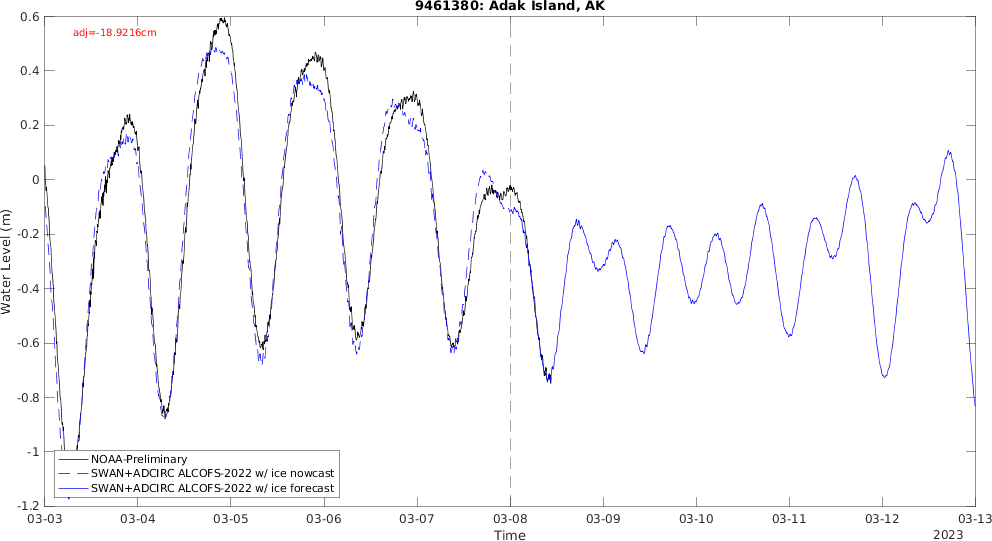 9461380: Adak Island, AK
adj=-18.9216cm
Water Level (m)
0.6
0.4
0.2
0
-0.2
-0.4
-0.6
-0.8
-1
-1.2
NOAA-Preliminary
SWAN+ADCIRC ALCOFS-2022 w/ ice nowcast
SWAN+ADCIRC ALCOFS-2022 w/ ice forecast
03-03 03-04 03-05 03-06 03-07 03-08 03-09 03-10 03-11 03-12 03-13
Time
2023